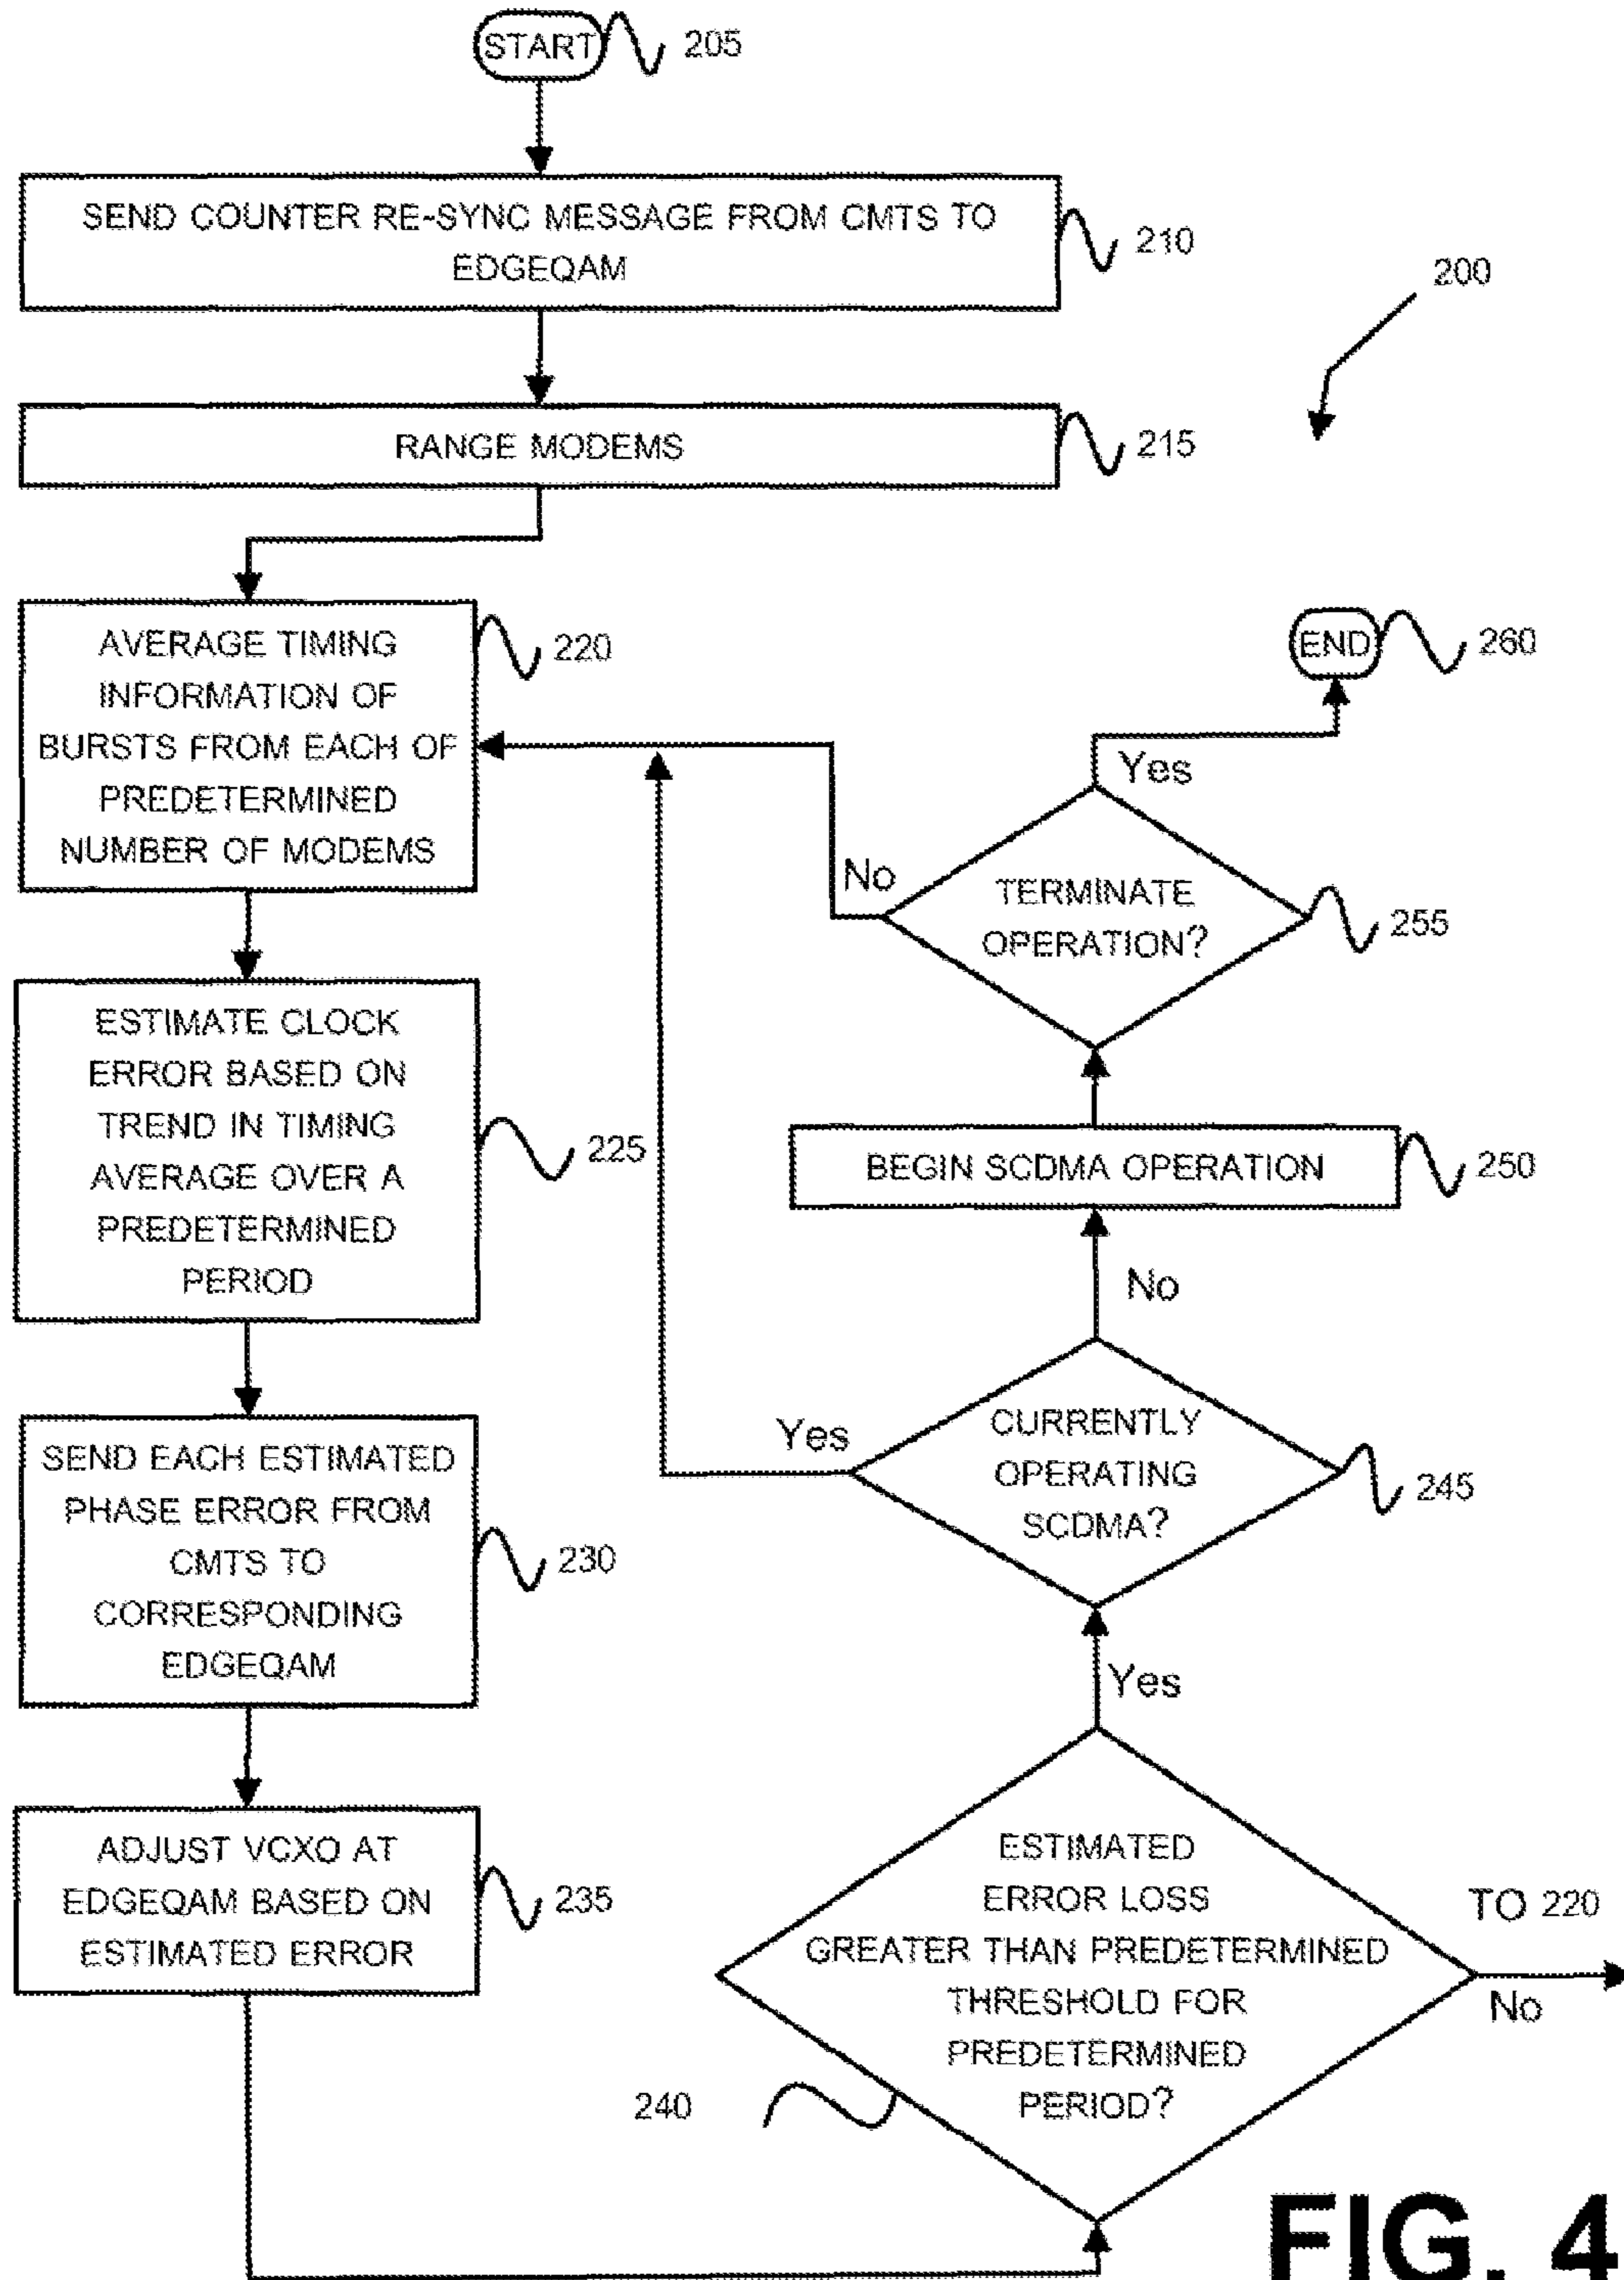 START
205
SEND COUNTER RE-SYNC MESSAGE FROM CMTS TO
EDGEQAM
210
200
RANGE MODEMS
215
AVERAGE TIMING
INFORMATION OF
BURSTS FROM EACH OF
PREDETERMINED
NUMBER OF MODEMS
220
ESTIMATE CLOCK
ERROR BASED ON
TREND IN TIMING
AVERAGE OVER A
PREDETERMINED
PERIOD
225
SEND EACH ESTIMATED
PHASE ERROR FROM
CMTS TO
CORRESPONDING
EDGEQAM
230
ADJUST VCXO AT
EDGEQAM BASED ON
ESTIMATED ERROR
235
END
260
Yes
No
TERMINATE
OPERATION?
255
BEGIN SCDMA OPERATION
250
No
Yes
CURRENTLY
OPERATING
SCDMA?
245
Yes
ESTIMATED
ERROR LOSS
GREATER THAN PREDETERMINED
THRESHOLD FOR
PREDETERMINED
PERIOD?
240
TO 220
No
FIG. 4